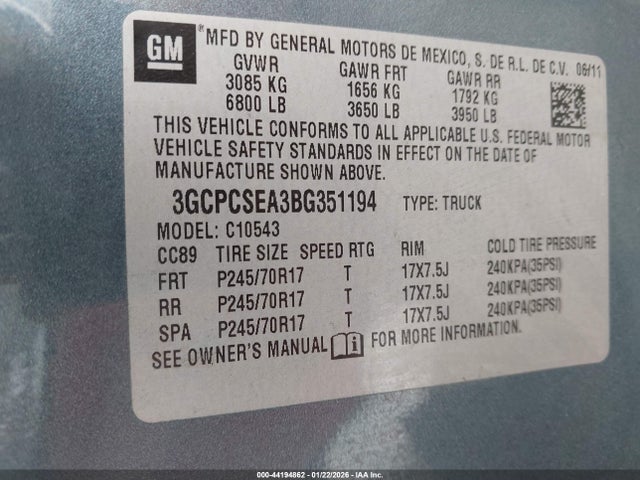 GM ® MFD BY GENERAL MOTORS DE MEXICO, S. DE R.L. DE C.V. 06/11
GVWR GAWR FRT GAWR RR
3085 KG 1656 KG 1792 KG
6800 LB 3650 LB 3950 LB
THIS VEHICLE CONFORMS TO ALL APPLICABLE U.S. FEDERAL MOTOR
VEHICLE SAFETY STANDARDS IN EFFECT ON THE DATE OF
MANUFACTURE SHOWN ABOVE.
3GCPCSEA3BG351194 TYPE: TRUCK
MODEL: C10543
CC89 TIRE SIZE SPEED RTG RIM COLD TIRE PRESSURE
FRT P245/70R17 T 17X7.5J 240KPA(35PSI)
RR P245/70R17 T 17X7.5J 240KPA(35PSI)
SPA P245/70R17 T 17X7.5J 240KPA(35PSI)
SEE OWNER'S MANUAL i FOR MORE INFORMATION.
000-44194862 - 01/22/2026 - IAA Inc.